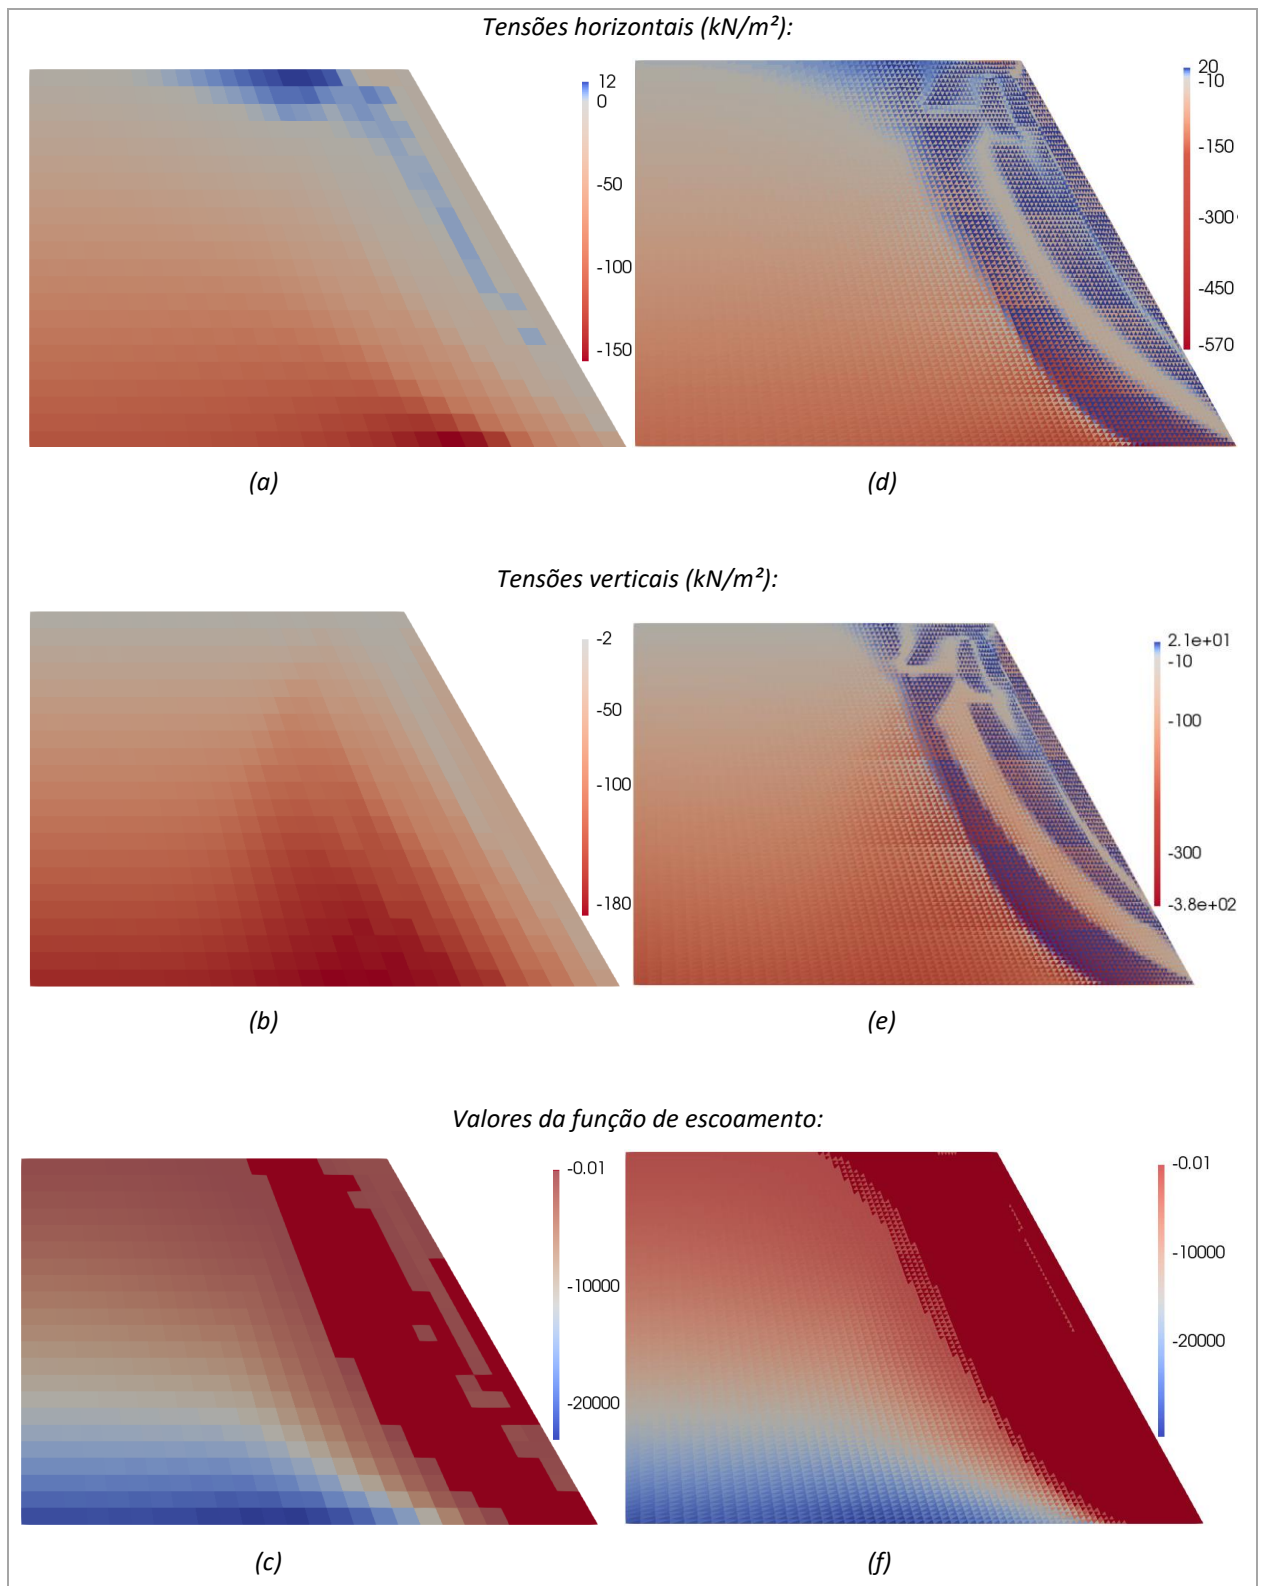 Tensões horizontais (kN/m²):
12
0
-50
-100
-150
20
-10
-150
-300
-450
-570
(a)
(d)
Tensões verticais (kN/m²):
-2
-50
-100
-180
2.1e+01
-10
-100
-300
-3.8e+02
(b)
(e)
Valores da função de escoamento:
-0.01
-10000
-20000
-0.01
-10000
-20000
(c)
(f)